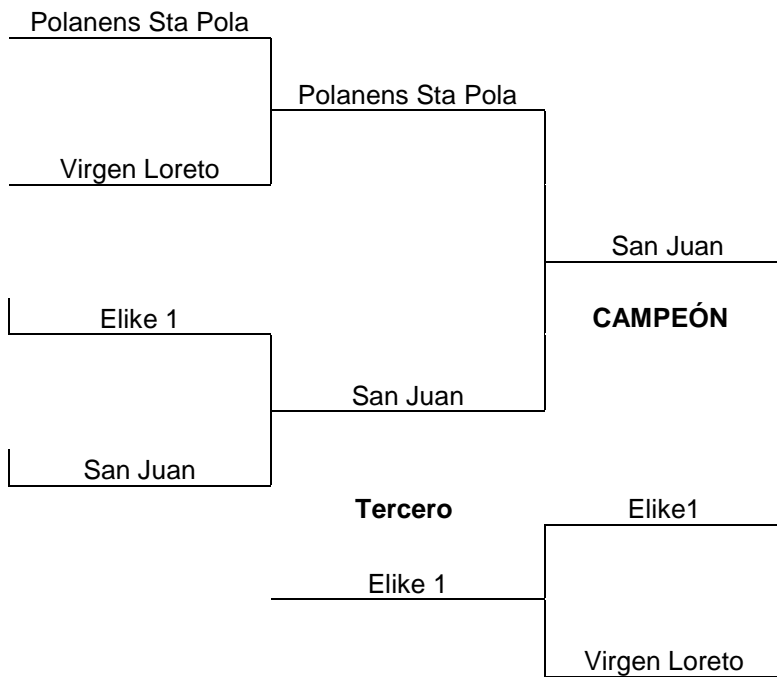 Polanens Sta Pola
Polanens Sta Pola
Virgen Loreto
San Juan
Elike 1
CAMPEÓN
San Juan
San Juan
Tercero
Elike1
Elike 1
Virgen Loreto